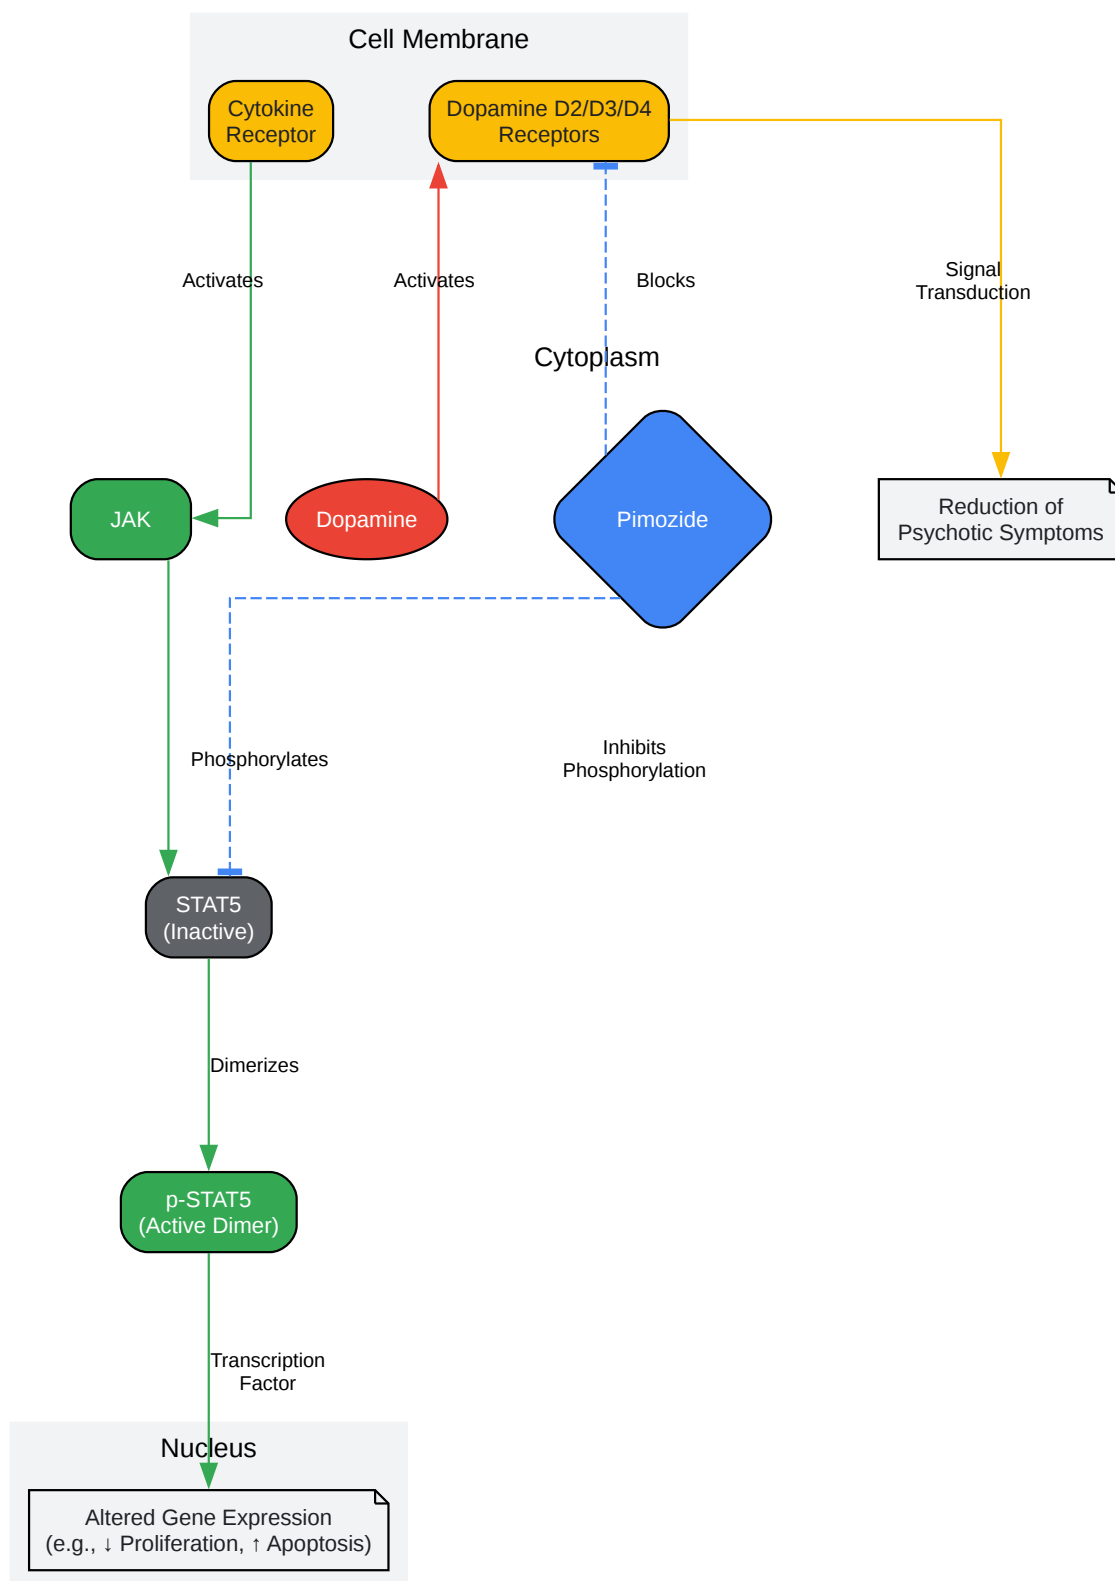 Cell Membrane
Cytokine
Receptor
Dopamine D2/D3/D4
Receptors
Activates
Activates
Blocks
Signal
Transduction
Cytoplasm
JAK
Dopamine
Pimozide
Reduction of
Psychotic Symptoms
Phosphorylates
Inhibits
Phosphorylation
STAT5
(Inactive)
Dimerizes
p-STAT5
(Active Dimer)
Transcription
Factor
Nucleus
Altered Gene Expression
(e.g., ↓ Proliferation, ↑ Apoptosis)